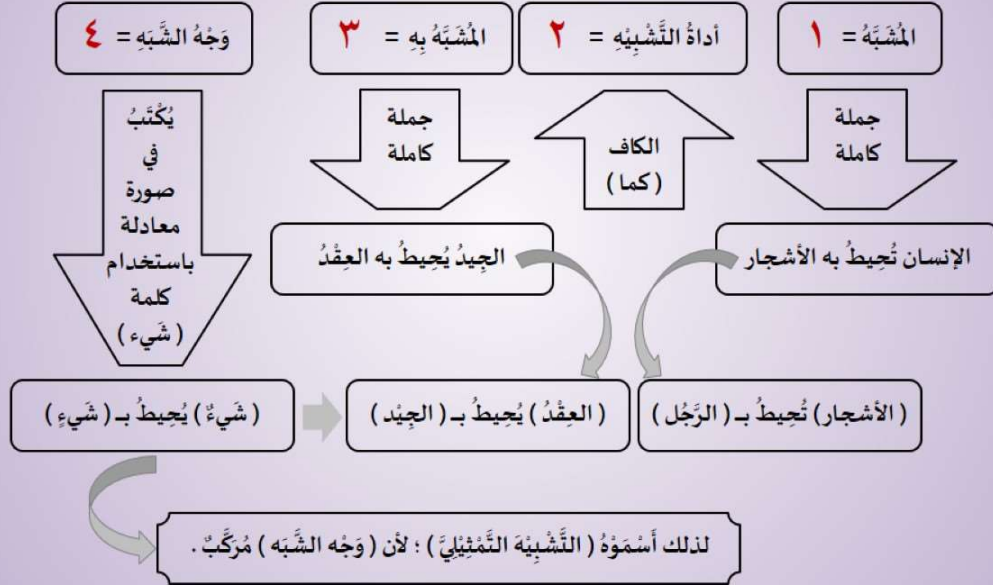 المُشَبَّهُ = ١
أداةُ التَّشْبِيْهِ = ٢
المُشَبَّهُ بِهِ = ٣
وَجْهُ الشَّبَهِ = ٤
جملة
كاملة
الكاف
( كما )
جملة
كاملة
يُكْتَبُ
في
صورة
معادلة
باستخدام
كلمة
( شَيء )
الإنسان تُحِيطُ به الأشجار
الجِيدُ يُحِيطُ به العِقْدُ
( الأشجار) تُحِيطُ بـ ( الرَّجُل )
( العِقْدُ ) يُحِيطُ بـ ( الجِيْد )
( شَيءٌ ) يُحِيطُ بـ ( شَيءٍ )
لذلك أَسْمَوْهُ ( التَّشْبِيْهَ التَّمْثِيْلِيَّ ) ؛ لأن ( وَجْه الشَّبَه ) مُرَكَّبٌ .